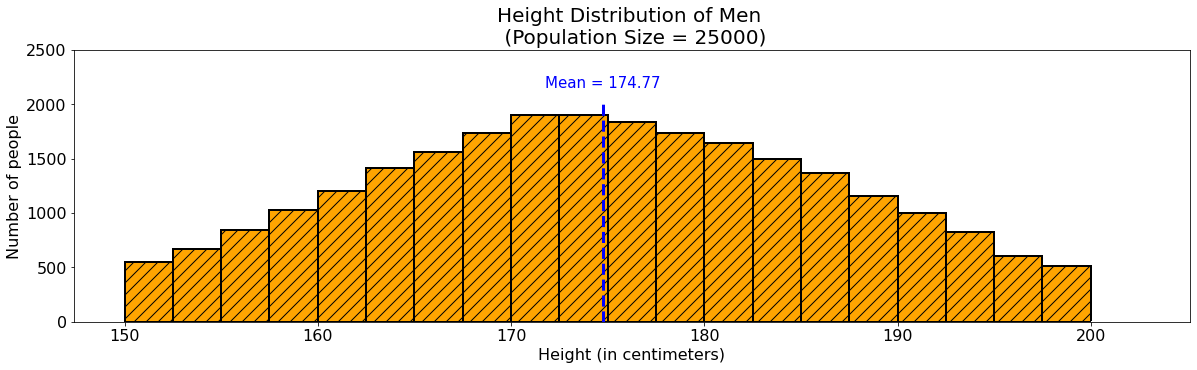 Height Distribution of Men
(Population Size = 25000)
Mean = 174.77
Number of people
2500
2000
1500
1000
500
0
150 160 170 180 190 200
Height (in centimeters)